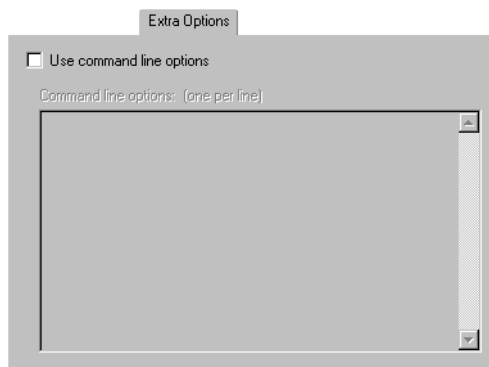 Extra Options
Use command line options
Command line options: (one per line)